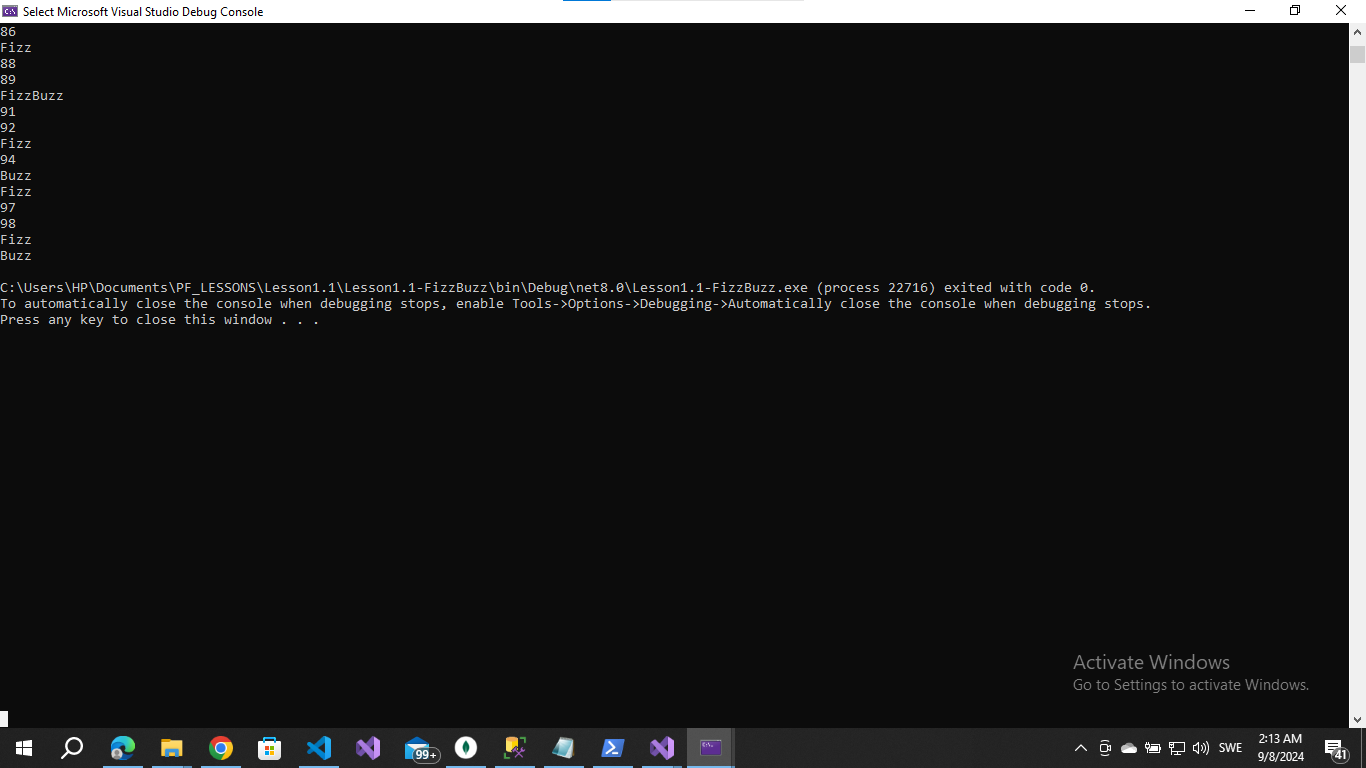 Select Microsoft Visual Studio Debug Console
86
Fizz
88
89
FizzBuzz
91
92
Fizz
94
Buzz
Fizz
97
98
Fizz
Buzz
C:\Users\HP\Documents\PF_LESSONS\Lesson1.1\Lesson1.1-FizzBuzz\bin\Debug\net8.0\Lesson1.1-FizzBuzz.exe (process 22716) exited with code 0.
To automatically close the console when debugging stops, enable Tools->Options->Debugging->Automatically close the console when debugging stops.
Press any key to close this window . . .
Activate Windows
Go to Settings to activate Windows.
99+
SWE
2:13 AM
9/8/2024
41